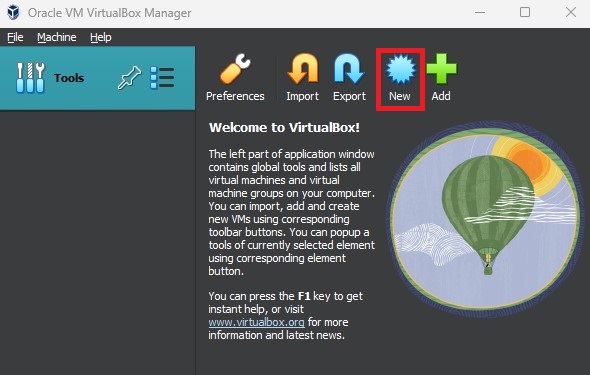 Oracle VM VirtualBox Manager
File Machine Help
Tools
Preferences Import Export New Add
Welcome to VirtualBox!
The left part of application window
contains global tools and lists all
virtual machines and virtual
machine groups on your computer.
You can import, add and create
new VMs using corresponding
toolbar buttons. You can popup a
tools of currently selected element
using corresponding element
button.
You can press the F1 key to get
instant help, or visit
www.virtualbox.org for more
information and latest news.